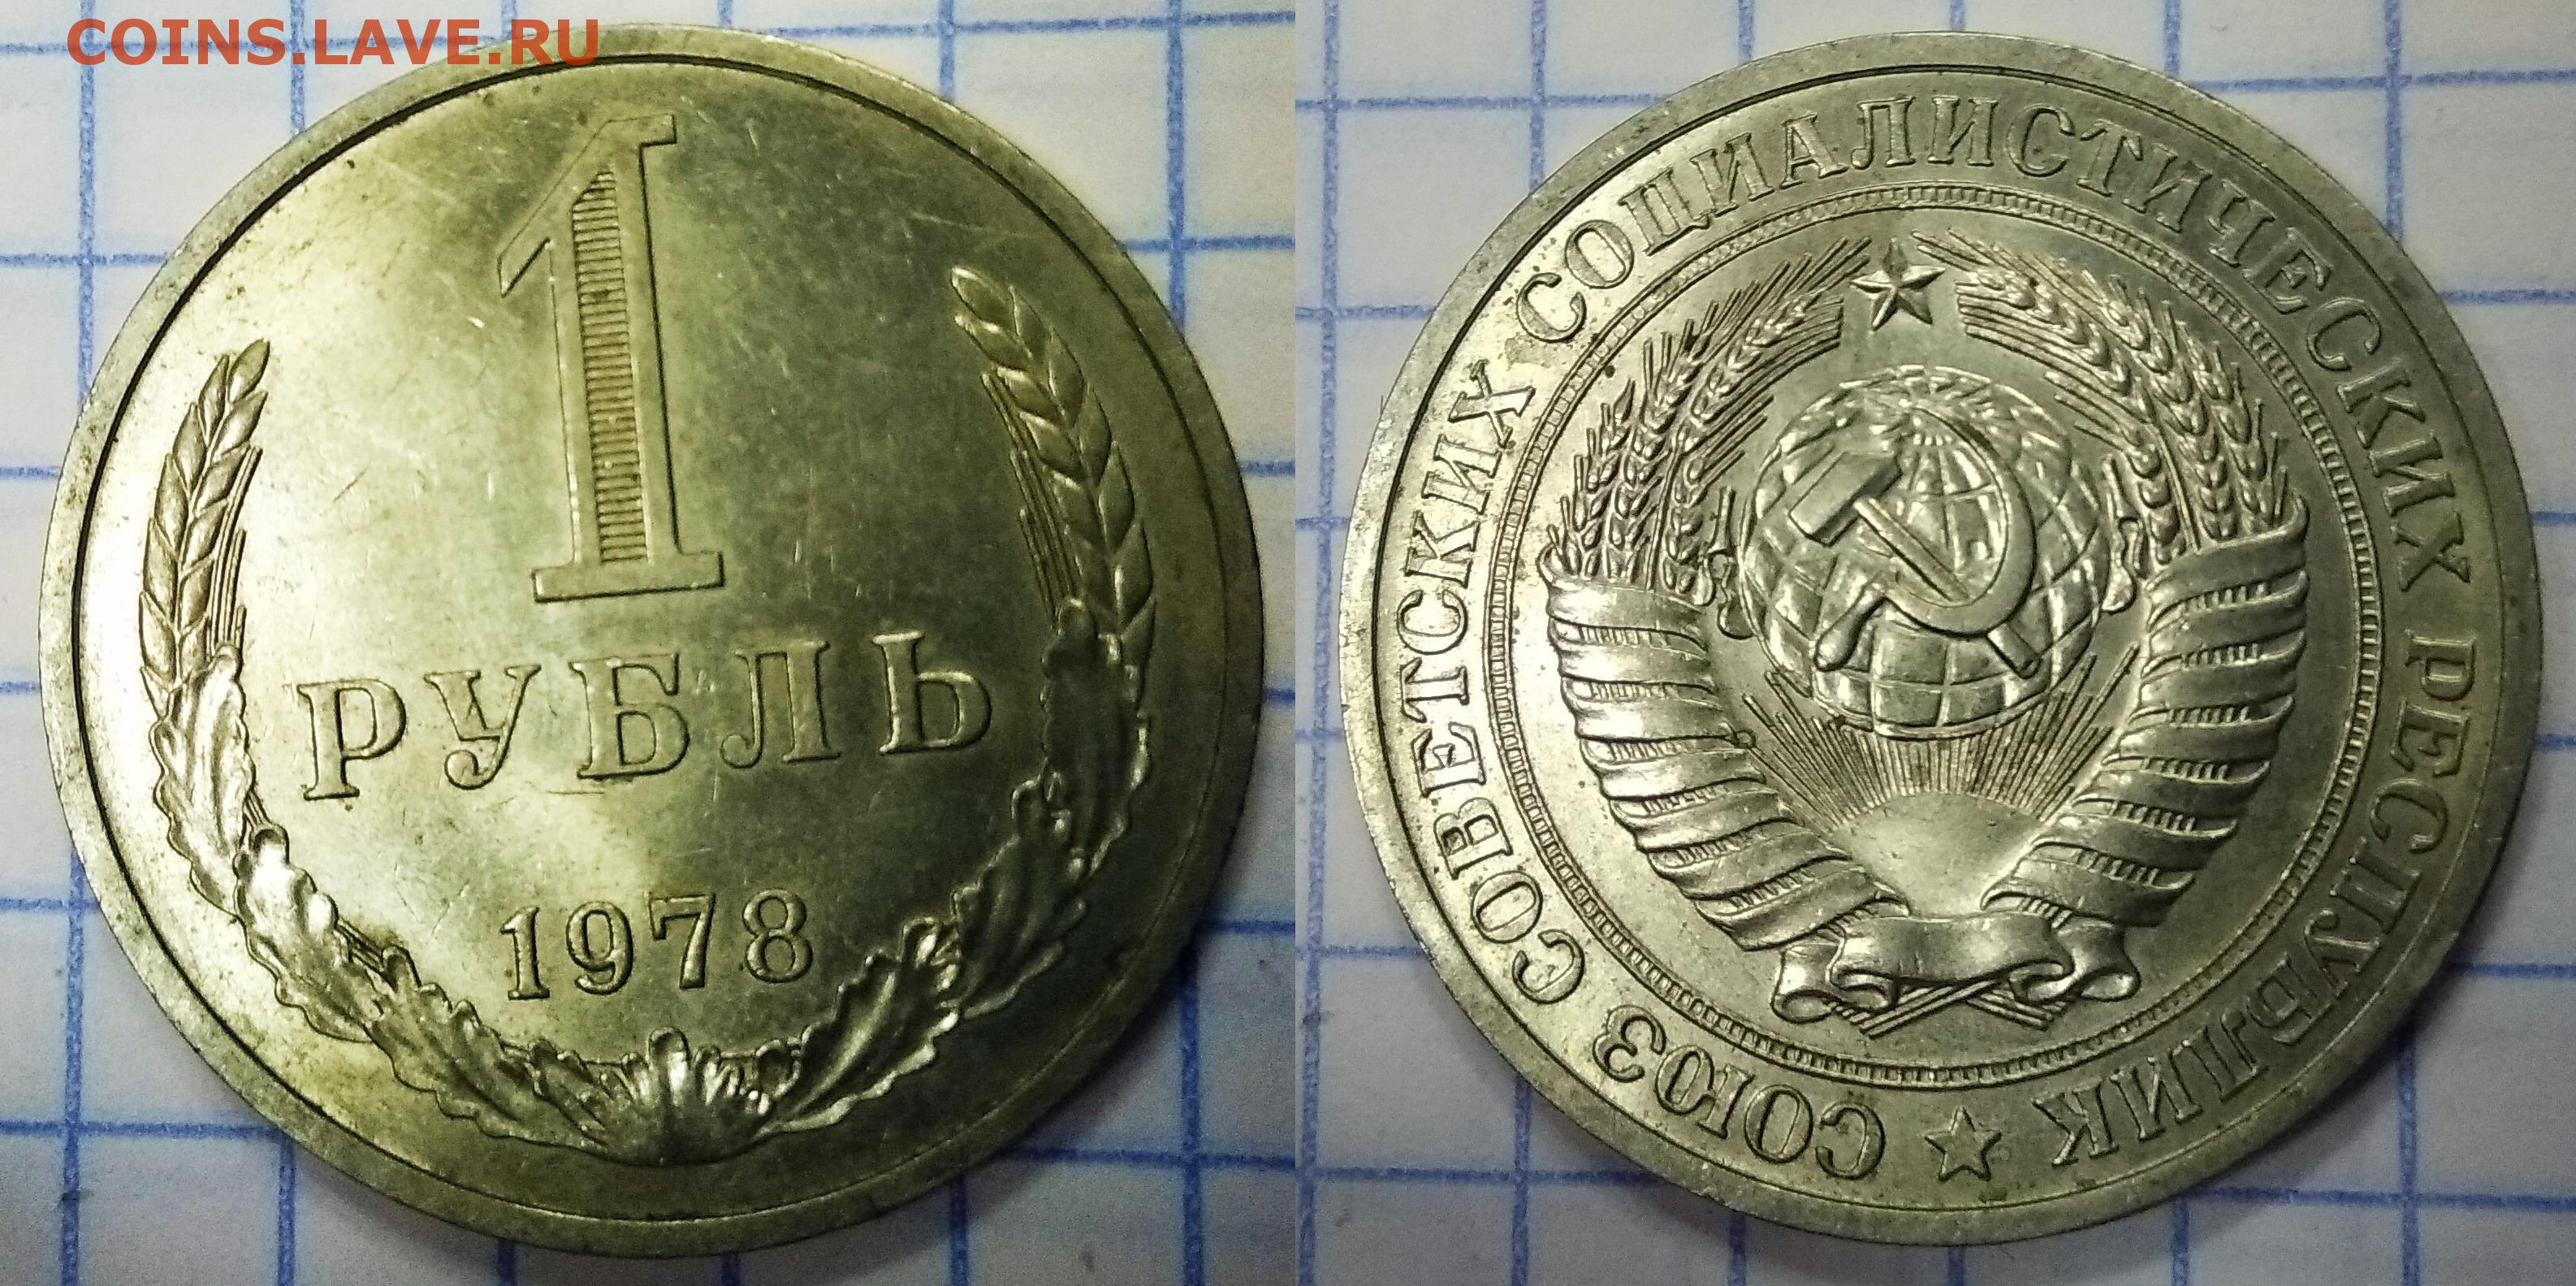 COINS.LAVE.RU
1
РУБЛЬ
1978
СОЮЗ СОВЕТСКИХ СОЦИАЛИСТИЧЕСКИХ РЕСПУБЛИК